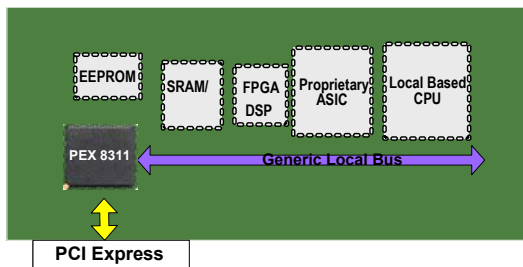 EEPROM
SRAM/
FPGA
DSP
Proprietary
ASIC
Local Based
CPU
PEX 8311
Generic Local Bus
PCI Express